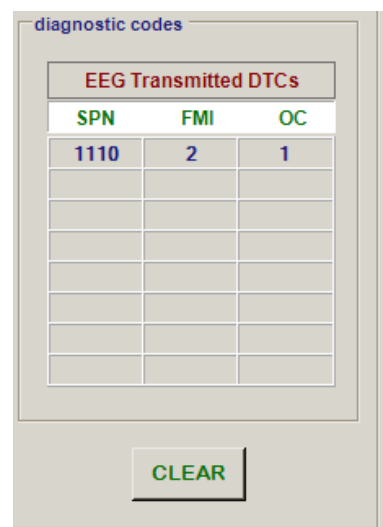 diagnostic codes
EEG Transmitted DTCs
SPN FMI OC
1110 2 1
CLEAR